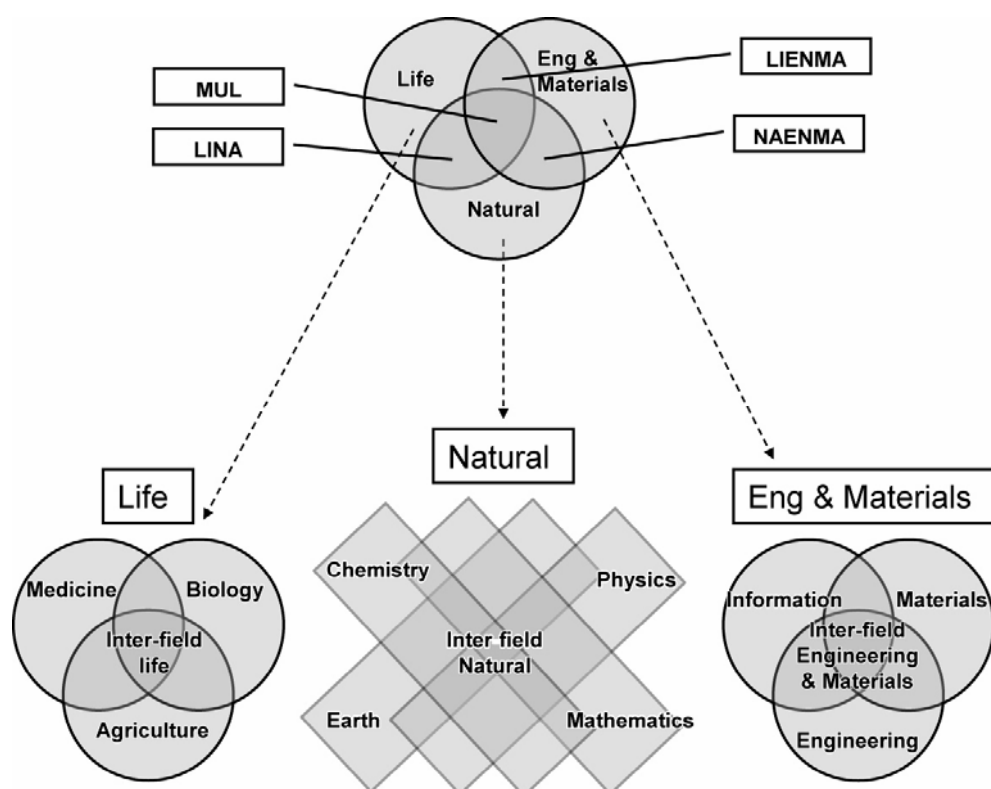 Life
Eng &
Materials
LIENMA
MUL
LINA
NAENMA
Natural
Life
Natural
Eng & Materials
Medicine
Biology
Inter-field
life
Agriculture
Chemistry
Physics
Inter field
Natural
Earth
Mathematics
Information
Materials
Inter-field
Engineering
& Materials
Engineering